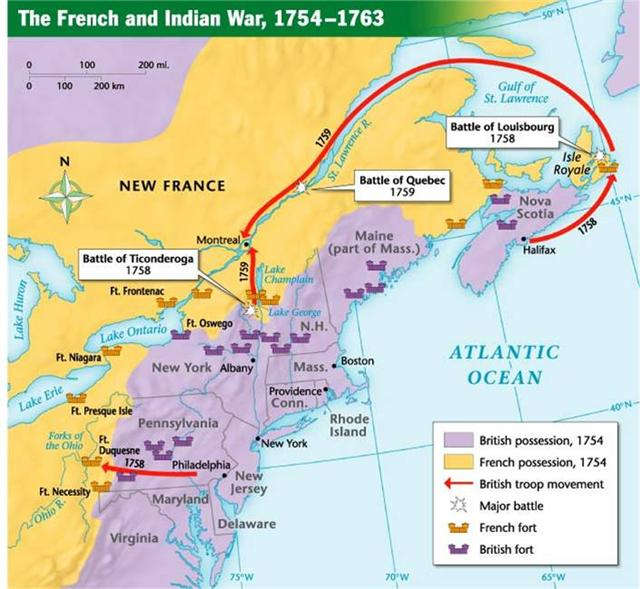 The French and Indian War, 1754–1763
0 100 200 mi.
0 100 200 km
50°N
Gulf of
St. Lawrence
Battle of Louisbourg
1758
1759
St. Lawrence R.
Isle
Royale
N
NEW FRANCE
Battle of Quebec
1759
45°N
Nova
Scotia
1758
Halifax
Montreal
Maine
(part of Mass.)
Battle of Ticonderoga
1758
1759
Lake
Champlain
Ft. Frontenac
Lake Huron
Lake George
Ft. Oswego
Lake Ontario
N.H.
Ft. Niagara
New York
Albany
Mass.
Boston
ATLANTIC
OCEAN
Lake Erie
Providence
Conn.
Ft. Presque Isle
Rhode
Island
40°N
Pennsylvania
Forks of
the Ohio
Ft.
Duquesne
1758
New York
Philadelphia
New
Jersey
Ft. Necessity
Ohio R.
Maryland
Delaware
Virginia
British possession, 1754
French possession, 1754
British troop movement
Major battle
French fort
British fort
75°W
70°W
65°W